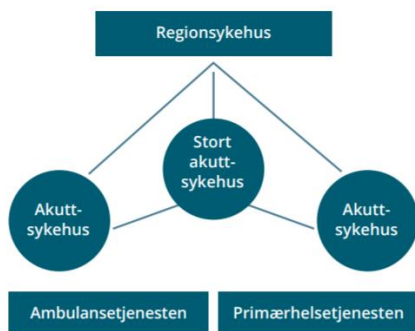 Regionsykehus
Stort
akutt-
sykehus
Akutt-
sykehus
Akutt-
sykehus
Ambulansetjenesten
Primærhelsetjenesten